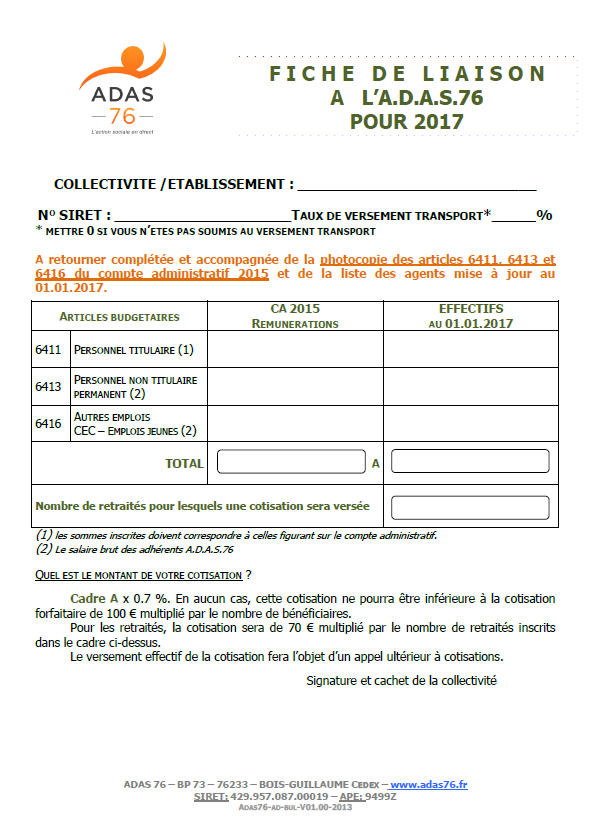 ADAS
76
L'action sociale en direct
FICHE DE LIAISON
A L'A.D.A.S.76
POUR 2017
COLLECTIVITE /ETABLISSEMENT : ________________________________
N° SIRET : ________________________TAUX DE VERSEMENT TRANSPORT*______%
* METTRE 0 SI VOUS N'ETES PAS SOUMIS AU VERSEMENT TRANSPORT
A retourner complétée et accompagnée de la photocopie des articles 6411, 6413 et
6416 du compte administratif 2015 et de la liste des agents mise à jour au
01.01.2017.
ARTICLES BUDGETAIRES
CA 2015
REMUNERATIONS
EFFECTIFS
AU 01.01.2017
6411 PERSONNEL TITULAIRE (1)
6413 PERSONNEL NON TITULAIRE
PERMANENT (2)
6416 AUTRES EMPLOIS
CEC – EMPLOIS JEUNES (2)
TOTAL A
Nombre de retraités pour lesquels une cotisation sera versée
(1) les sommes inscrites doivent correspondre à celles figurant sur le compte administratif.
(2) Le salaire brut des adhérents A.D.A.S.76
QUEL EST LE MONTANT DE VOTRE COTISATION ?
Cadre A x 0.7 %. En aucun cas, cette cotisation ne pourra être inférieure à la cotisation
forfaitaire de 100 € multiplié par le nombre de bénéficiaires.
Pour les retraités, la cotisation sera de 70 € multiplié par le nombre de retraités inscrits
dans le cadre ci-dessus.
Le versement effectif de la cotisation fera l'objet d'un appel ultérieur à cotisations.
Signature et cachet de la collectivité
ADAS 76 – BP 73 – 76233 – BOIS-GUILLAUME CEDEX – www.adas76.fr
SIRET: 429.957.087.00019 – APE: 9499Z
ADAS76-AD-BUL-V01.00-2013